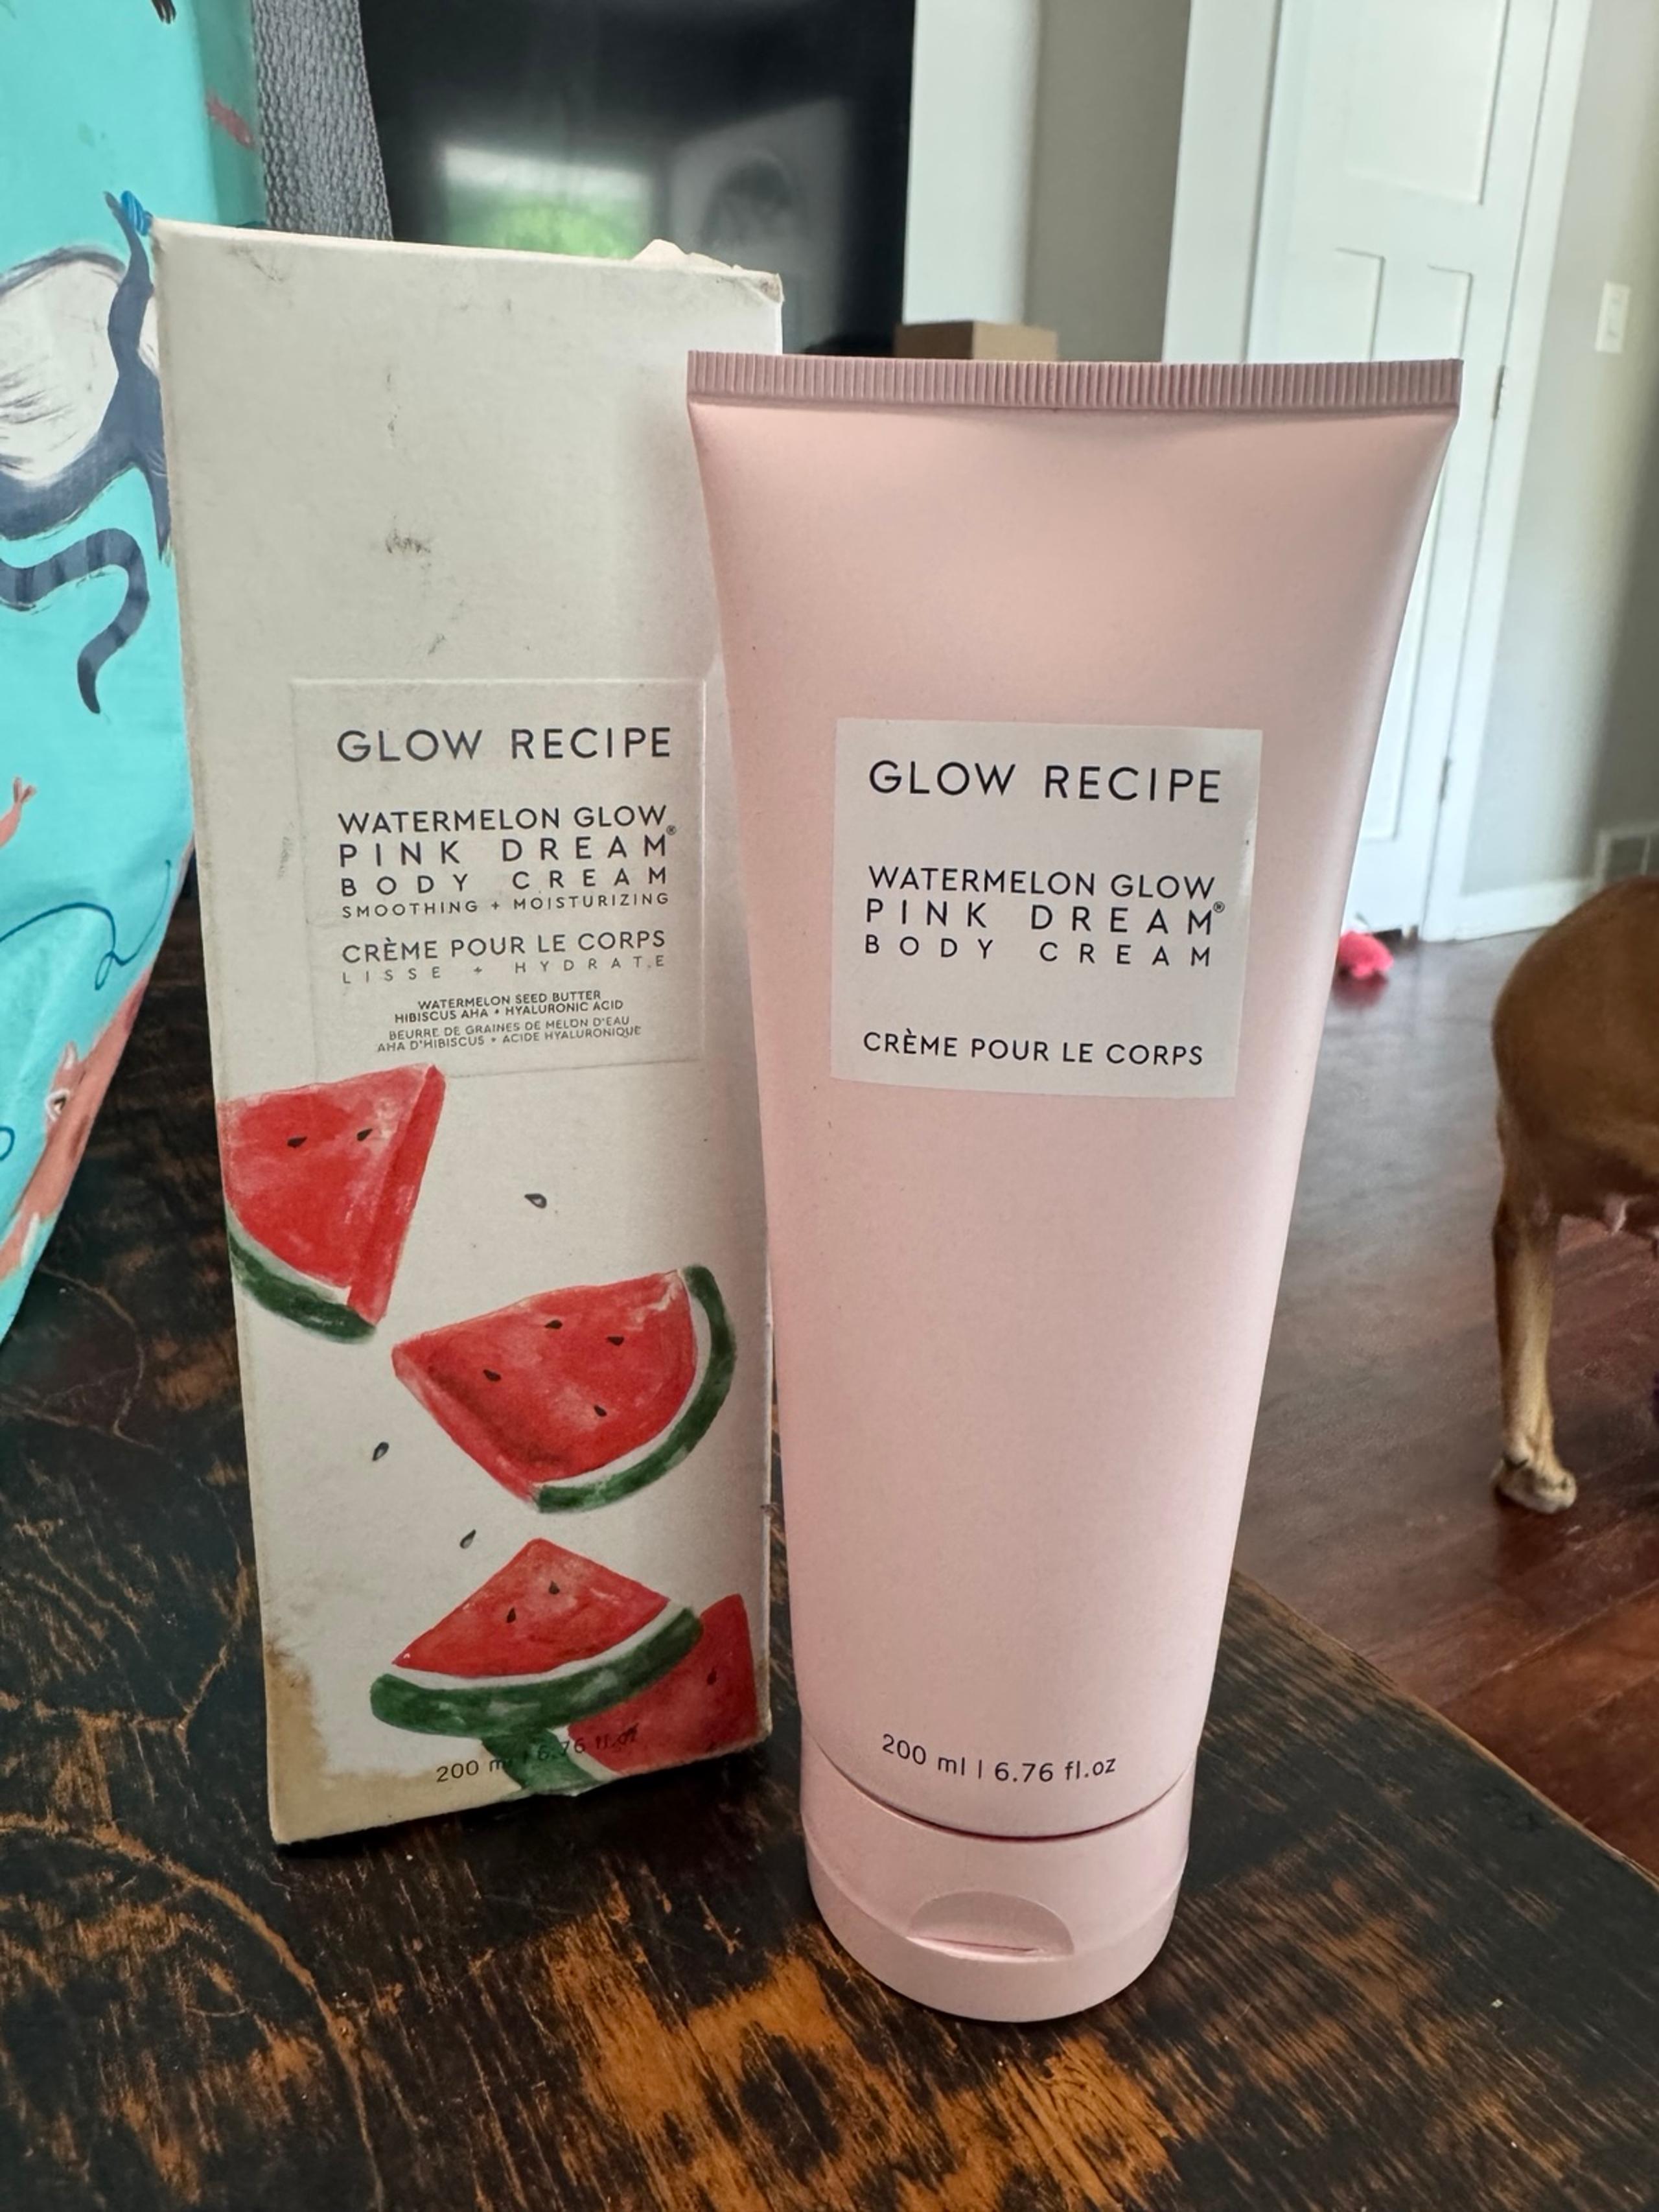 GLOW RECIPE
WATERMELON GLOW
PINK DREAM®
BODY CREAM
SMOOTHING + MOISTURIZING
CRÈME POUR LE CORPS
LISSE + HYDRATE
WATERMELON SEED BUTTER
HIBISCUS AHA + HYALURONIC ACID
BEURRE DE GRAINES DE MELON D'EAU
AHA D'HIBISCUS + ACIDE HYALURONIQUE
200 ml | 6.76 fl.oz
GLOW RECIPE
WATERMELON GLOW
PINK DREAM®
BODY CREAM
CRÈME POUR LE CORPS
200 ml | 6.76 fl.oz